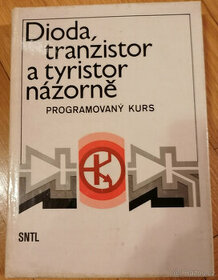 Dioda,
tranzistor
a tyristor
názorně
PROGRAMOVANÝ KURS
SNTL